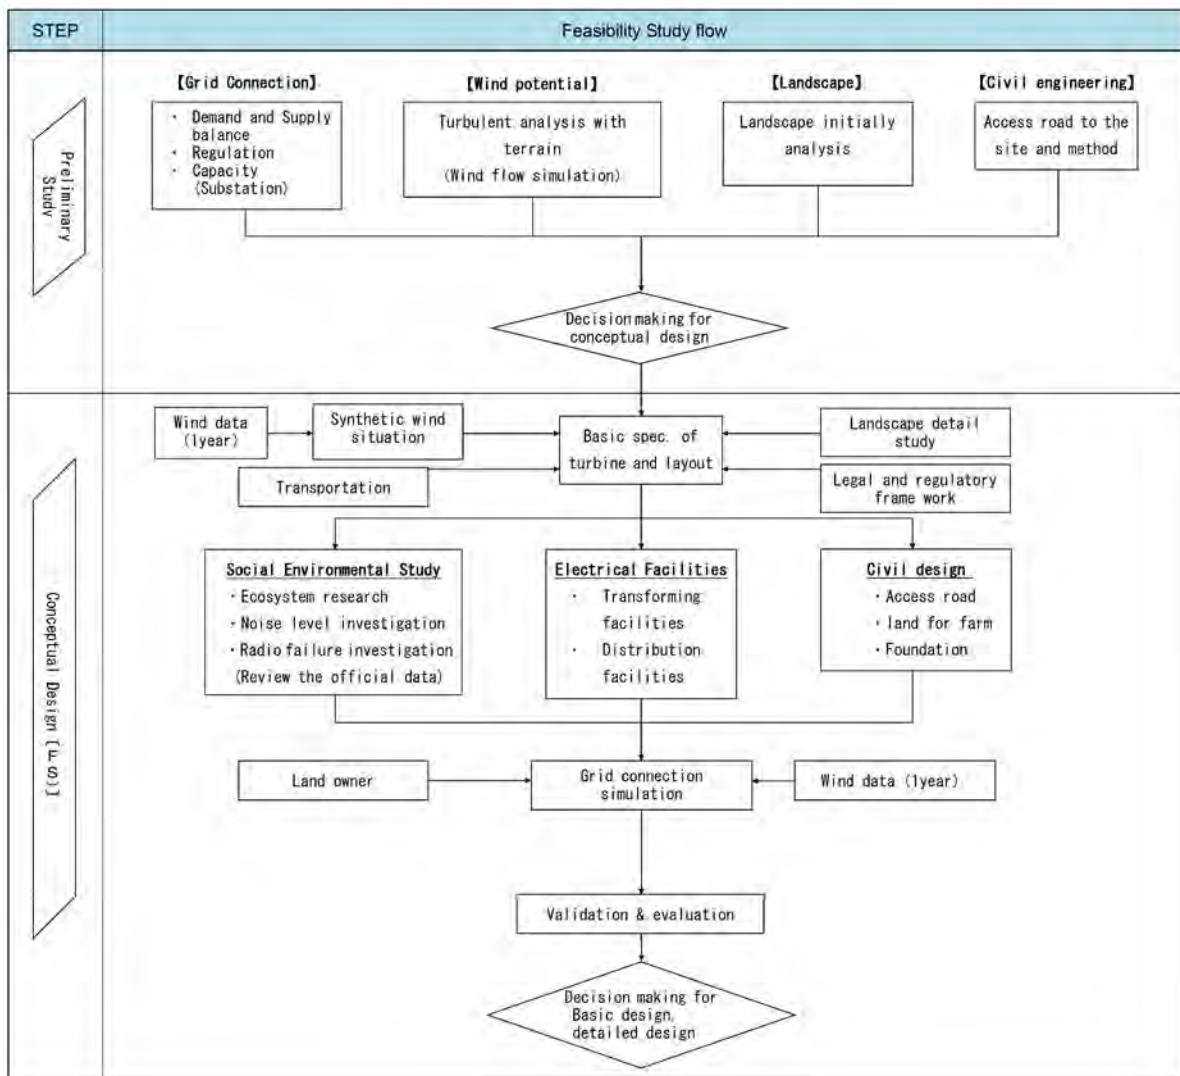 STEP
Feasibility Study flow
Preliminary
Study
【Grid Connection】
・ Demand and Supply
balance
・ Regulation
・ Capacity
(Substation)
【Wind potential】
Turbulent analysis with
terrain
(Wind flow simulation)
【Landscape】
Landscape initially
analysis
【Civil engineering】
Access road to the
site and method
Decision making for
conceptual design
Conceptual Design [FS)]
Wind data
(1year)
Synthetic wind
situation
Transportation
Basic spec. of
turbine and layout
Landscape detail
study
Legal and regulatory
frame work
Social Environmental Study
・Ecosystem research
・Noise level investigation
・Radio failure investigation
(Review the official data)
Electrical Facilities
・ Transforming
facilities
・ Distribution
facilities
Civil design
・Access road
・land for farm
・Foundation
Land owner
Grid connection
simulation
Wind data (1year)
Validation & evaluation
Decision making for
Basic design,
detailed design